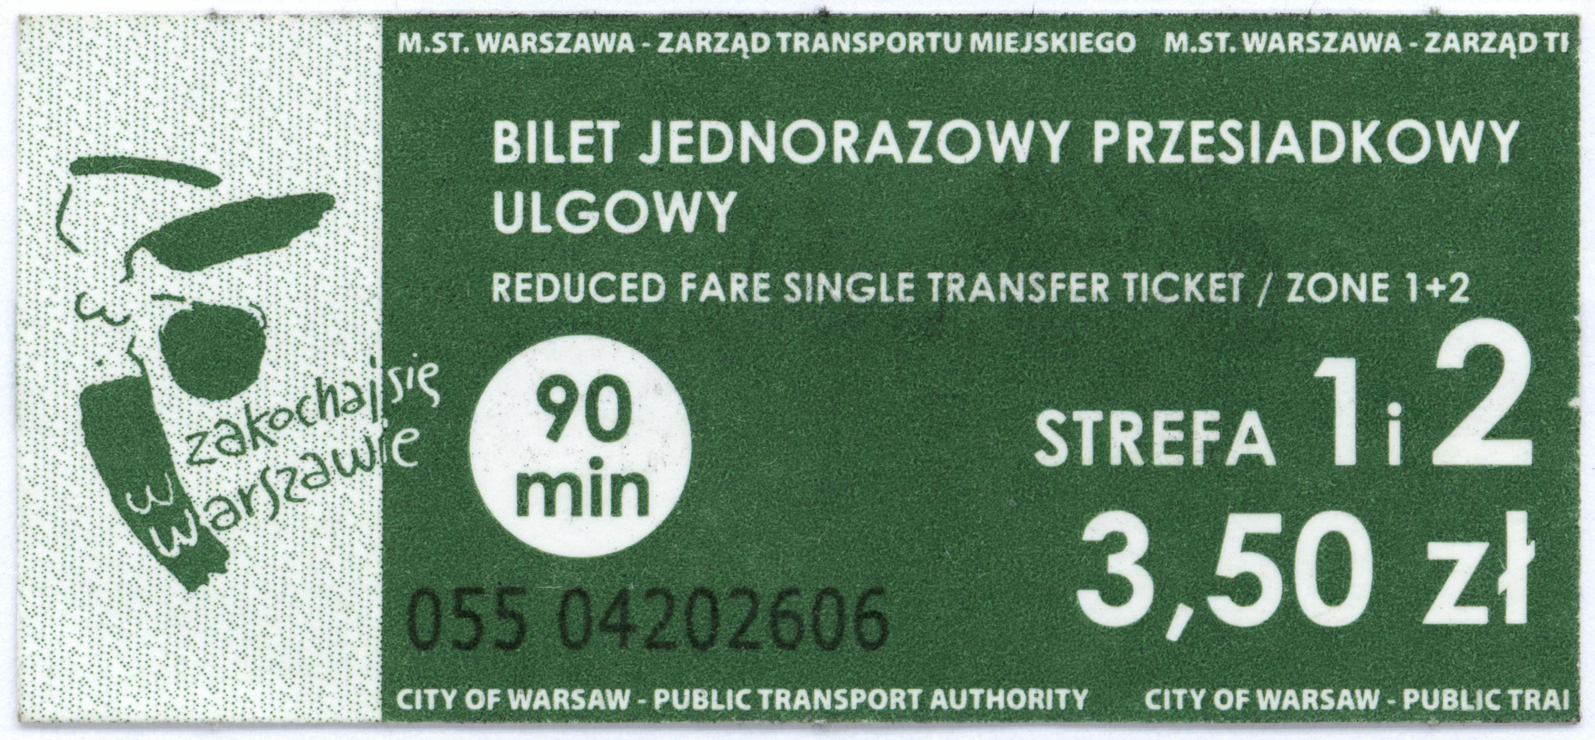 M.ST. WARSZAWA - ZARZĄD TRANSPORTU MIEJSKIEGO M.ST. WARSZAWA - ZARZĄD
BILET JEDNORAZOWY PRZESIADKOWY
ULGOWY
REDUCED FARE SINGLE TRANSFER TICKET / ZONE 1+2
zakochaj się
w warszawie
90
min
STREFA 1 i 2
3,50 zł
055 04202606
CITY OF WARSAW - PUBLIC TRANSPORT AUTHORITY CITY OF WARSAW - PUBLIC